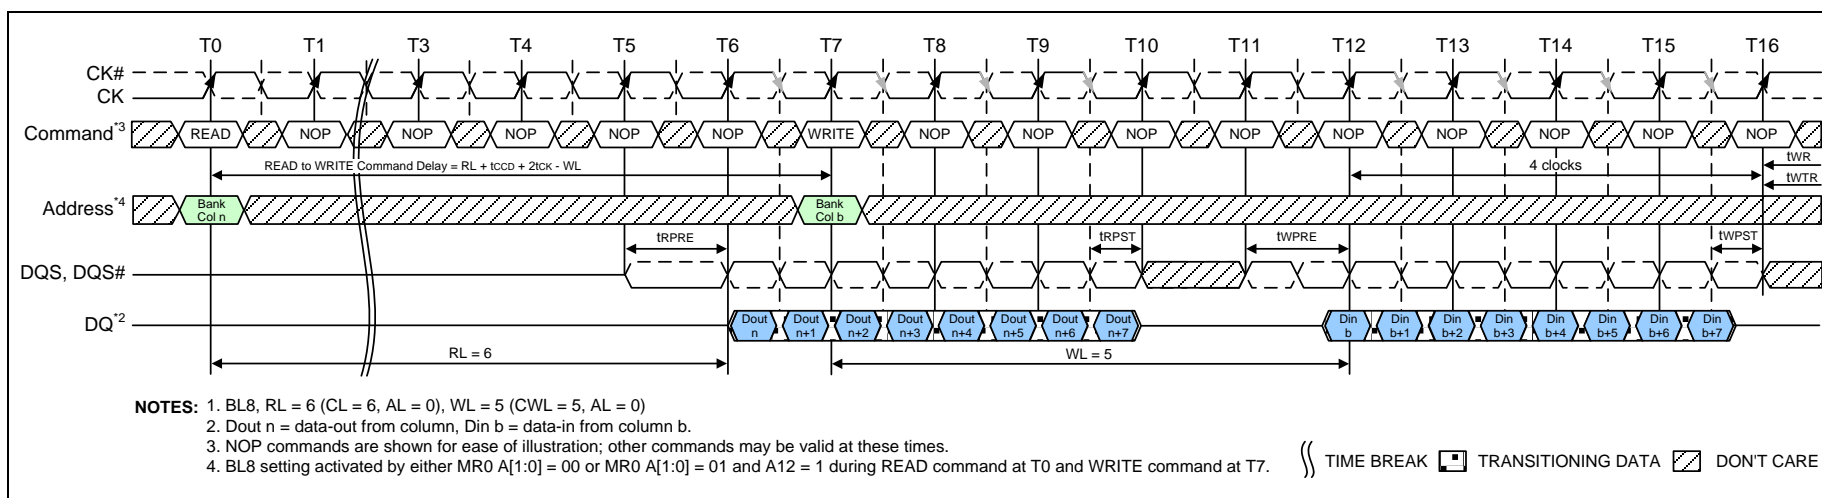 T0 T1 T3 T4 T5 T6 T7 T8 T9 T10 T11 T12 T13 T14 T15 T16
CK#
CK
Command*3 READ NOP NOP NOP NOP NOP WRITE NOP NOP NOP NOP NOP NOP NOP NOP NOP
READ to WRITE Command Delay = RL + tCCD + 2tCK - WL 4 clocks tWR
tWTR
Address*4 Bank Col n Bank Col b
tRPRE tRPST tWPRE tWPST
DQS, DQS#
DQ*2 Dout n Dout n+1 Dout n+2 Dout n+3 Dout n+4 Dout n+5 Dout n+6 Dout n+7 Din b Din b+1 Din b+2 Din b+3 Din b+4 Din b+5 Din b+6 Din b+7
RL = 6 WL = 5
NOTES: 1. BL8, RL = 6 (CL = 6, AL = 0), WL = 5 (CWL = 5, AL = 0)
2. Dout n = data-out from column, Din b = data-in from column b.
3. NOP commands are shown for ease of illustration; other commands may be valid at these times.
4. BL8 setting activated by either MR0 A[1:0] = 00 or MR0 A[1:0] = 01 and A12 = 1 during READ command at T0 and WRITE command at T7.
TIME BREAK TRANSITIONING DATA DON'T CARE